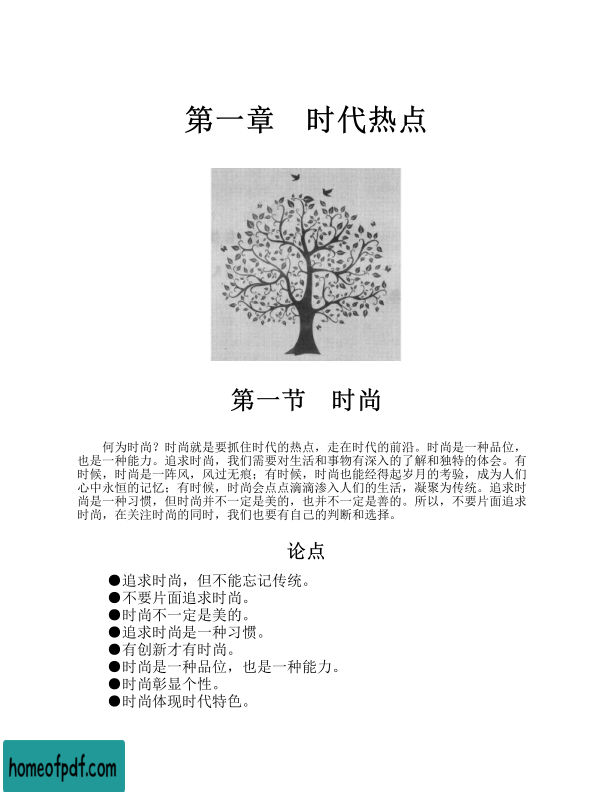 第一章　时代热点
第一节　时尚
何为时尚？时尚就是要抓住时代的热点，走在时代的前沿。时尚是一种品位，
也是一种能力。追求时尚，我们需要对生活和事物有深入的了解和独特的体会。有
时候，时尚是一阵风，风过无痕；有时候，时尚也能经得起岁月的考验，成为人们
心中永恒的记忆；有时候，时尚会点点滴滴渗入人们的生活，凝聚为传统。追求时
尚是一种习惯，但时尚并不一定是美的，也并不一定是善的。所以，不要片面追求
时尚，在关注时尚的同时，我们也要有自己的判断和选择。
论点
●追求时尚，但不能忘记传统。
●不要片面追求时尚。
●时尚不一定是美的。
●追求时尚是一种习惯。
●有创新才有时尚。
●时尚是一种品位，也是一种能力。
●时尚彰显个性。
●时尚体现时代特色。
homeofpdf.com